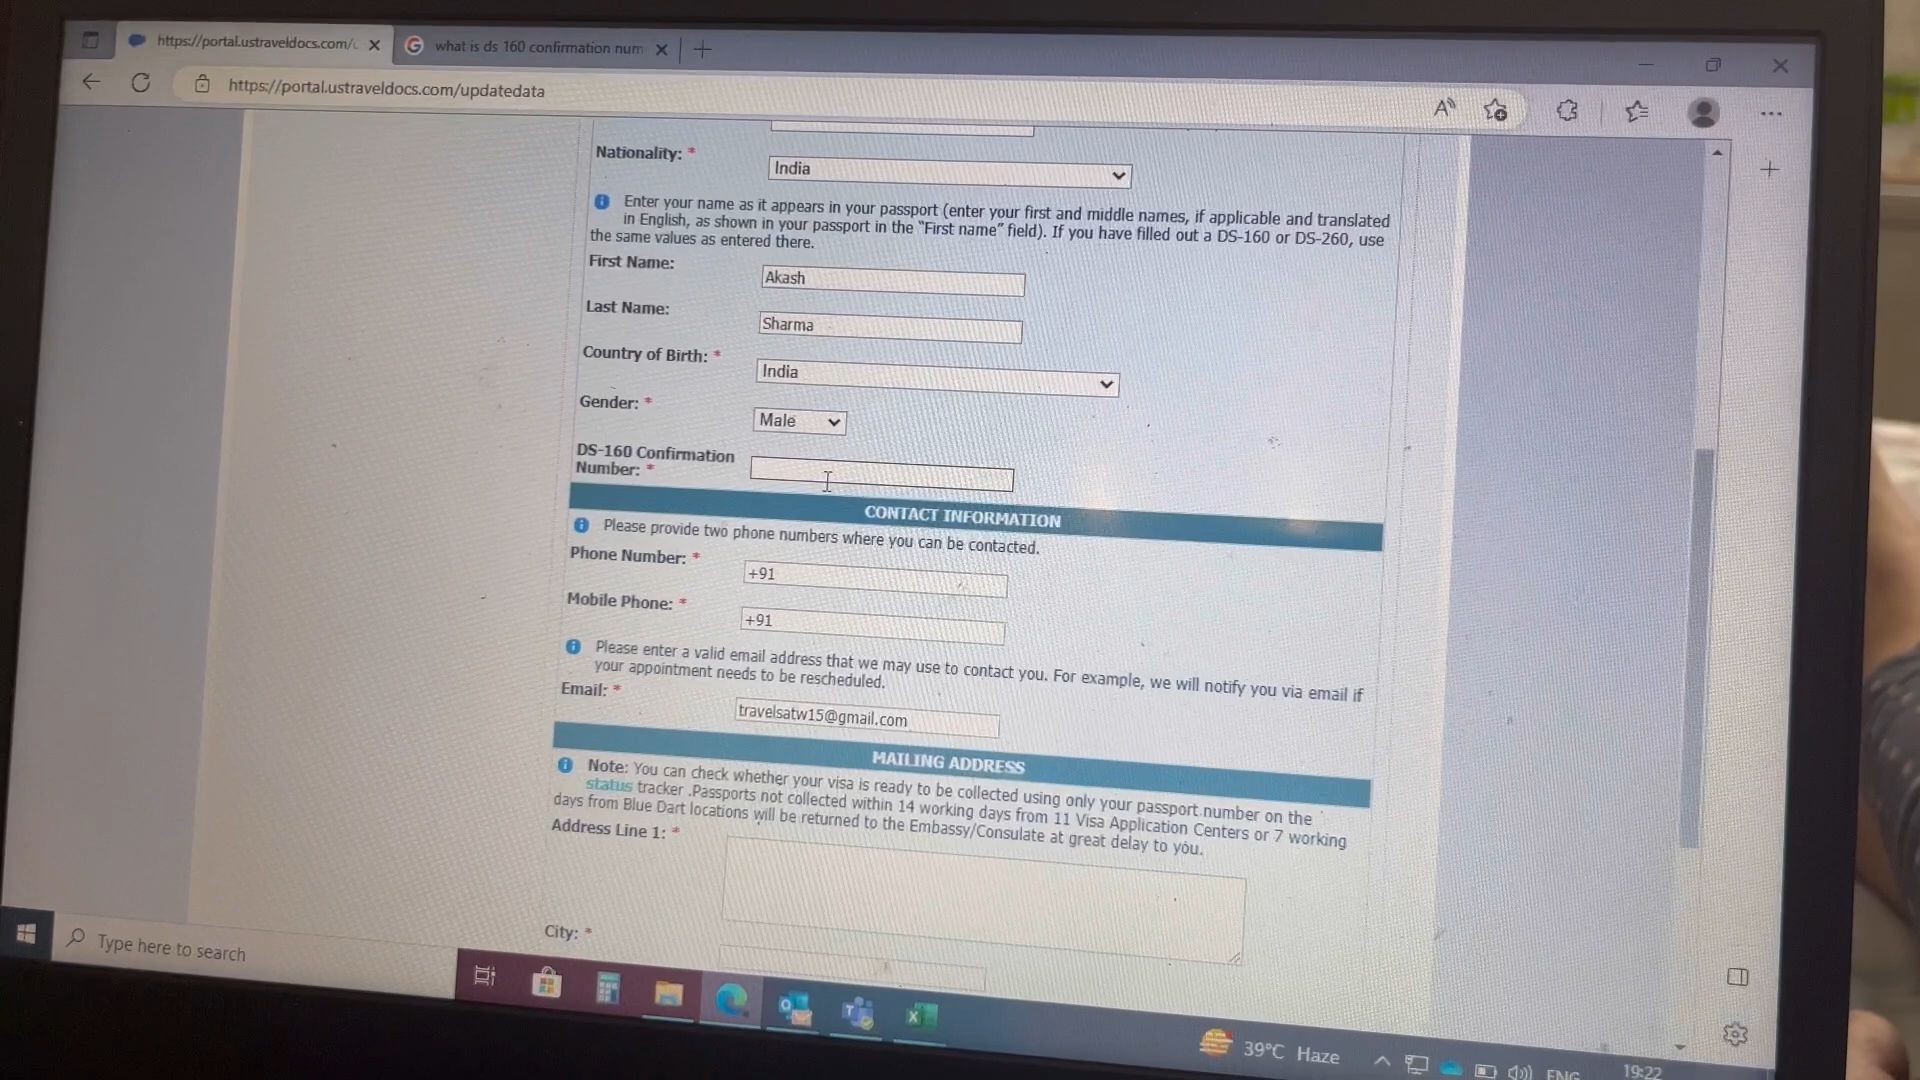 https://portal.ustraveldocs.com/
what is ds 160 confirmation num
https://portal.ustraveldocs.com/updatedata
Nationality: *
India
Enter your name as it appears in your passport (enter your first and middle names, if applicable and translated
in English, as shown in your passport in the "First name" field). If you have filled out a DS-160 or DS-260, use
the same values as entered there.
First Name:
Akash
Last Name:
Sharma
Country of Birth: *
India
Gender: *
Male
DS-160 Confirmation
Number: *
CONTACT INFORMATION
Please provide two phone numbers where you can be contacted.
Phone Number: *
+91
Mobile Phone: *
+91
Please enter a valid email address that we may use to contact you. For example, we will notify you via email if
your appointment needs to be rescheduled.
Email: *
travelsatw15@gmail.com
MAILING ADDRESS
Note: You can check whether your visa is ready to be collected using only your passport number on the
status tracker .Passports not collected within 14 working days from 11 Visa Application Centers or 7 working
days from Blue Dart locations will be returned to the Embassy/Consulate at great delay to you.
Address Line 1: *
City: *
Type here to search
39°C Haze
ENG
19:22